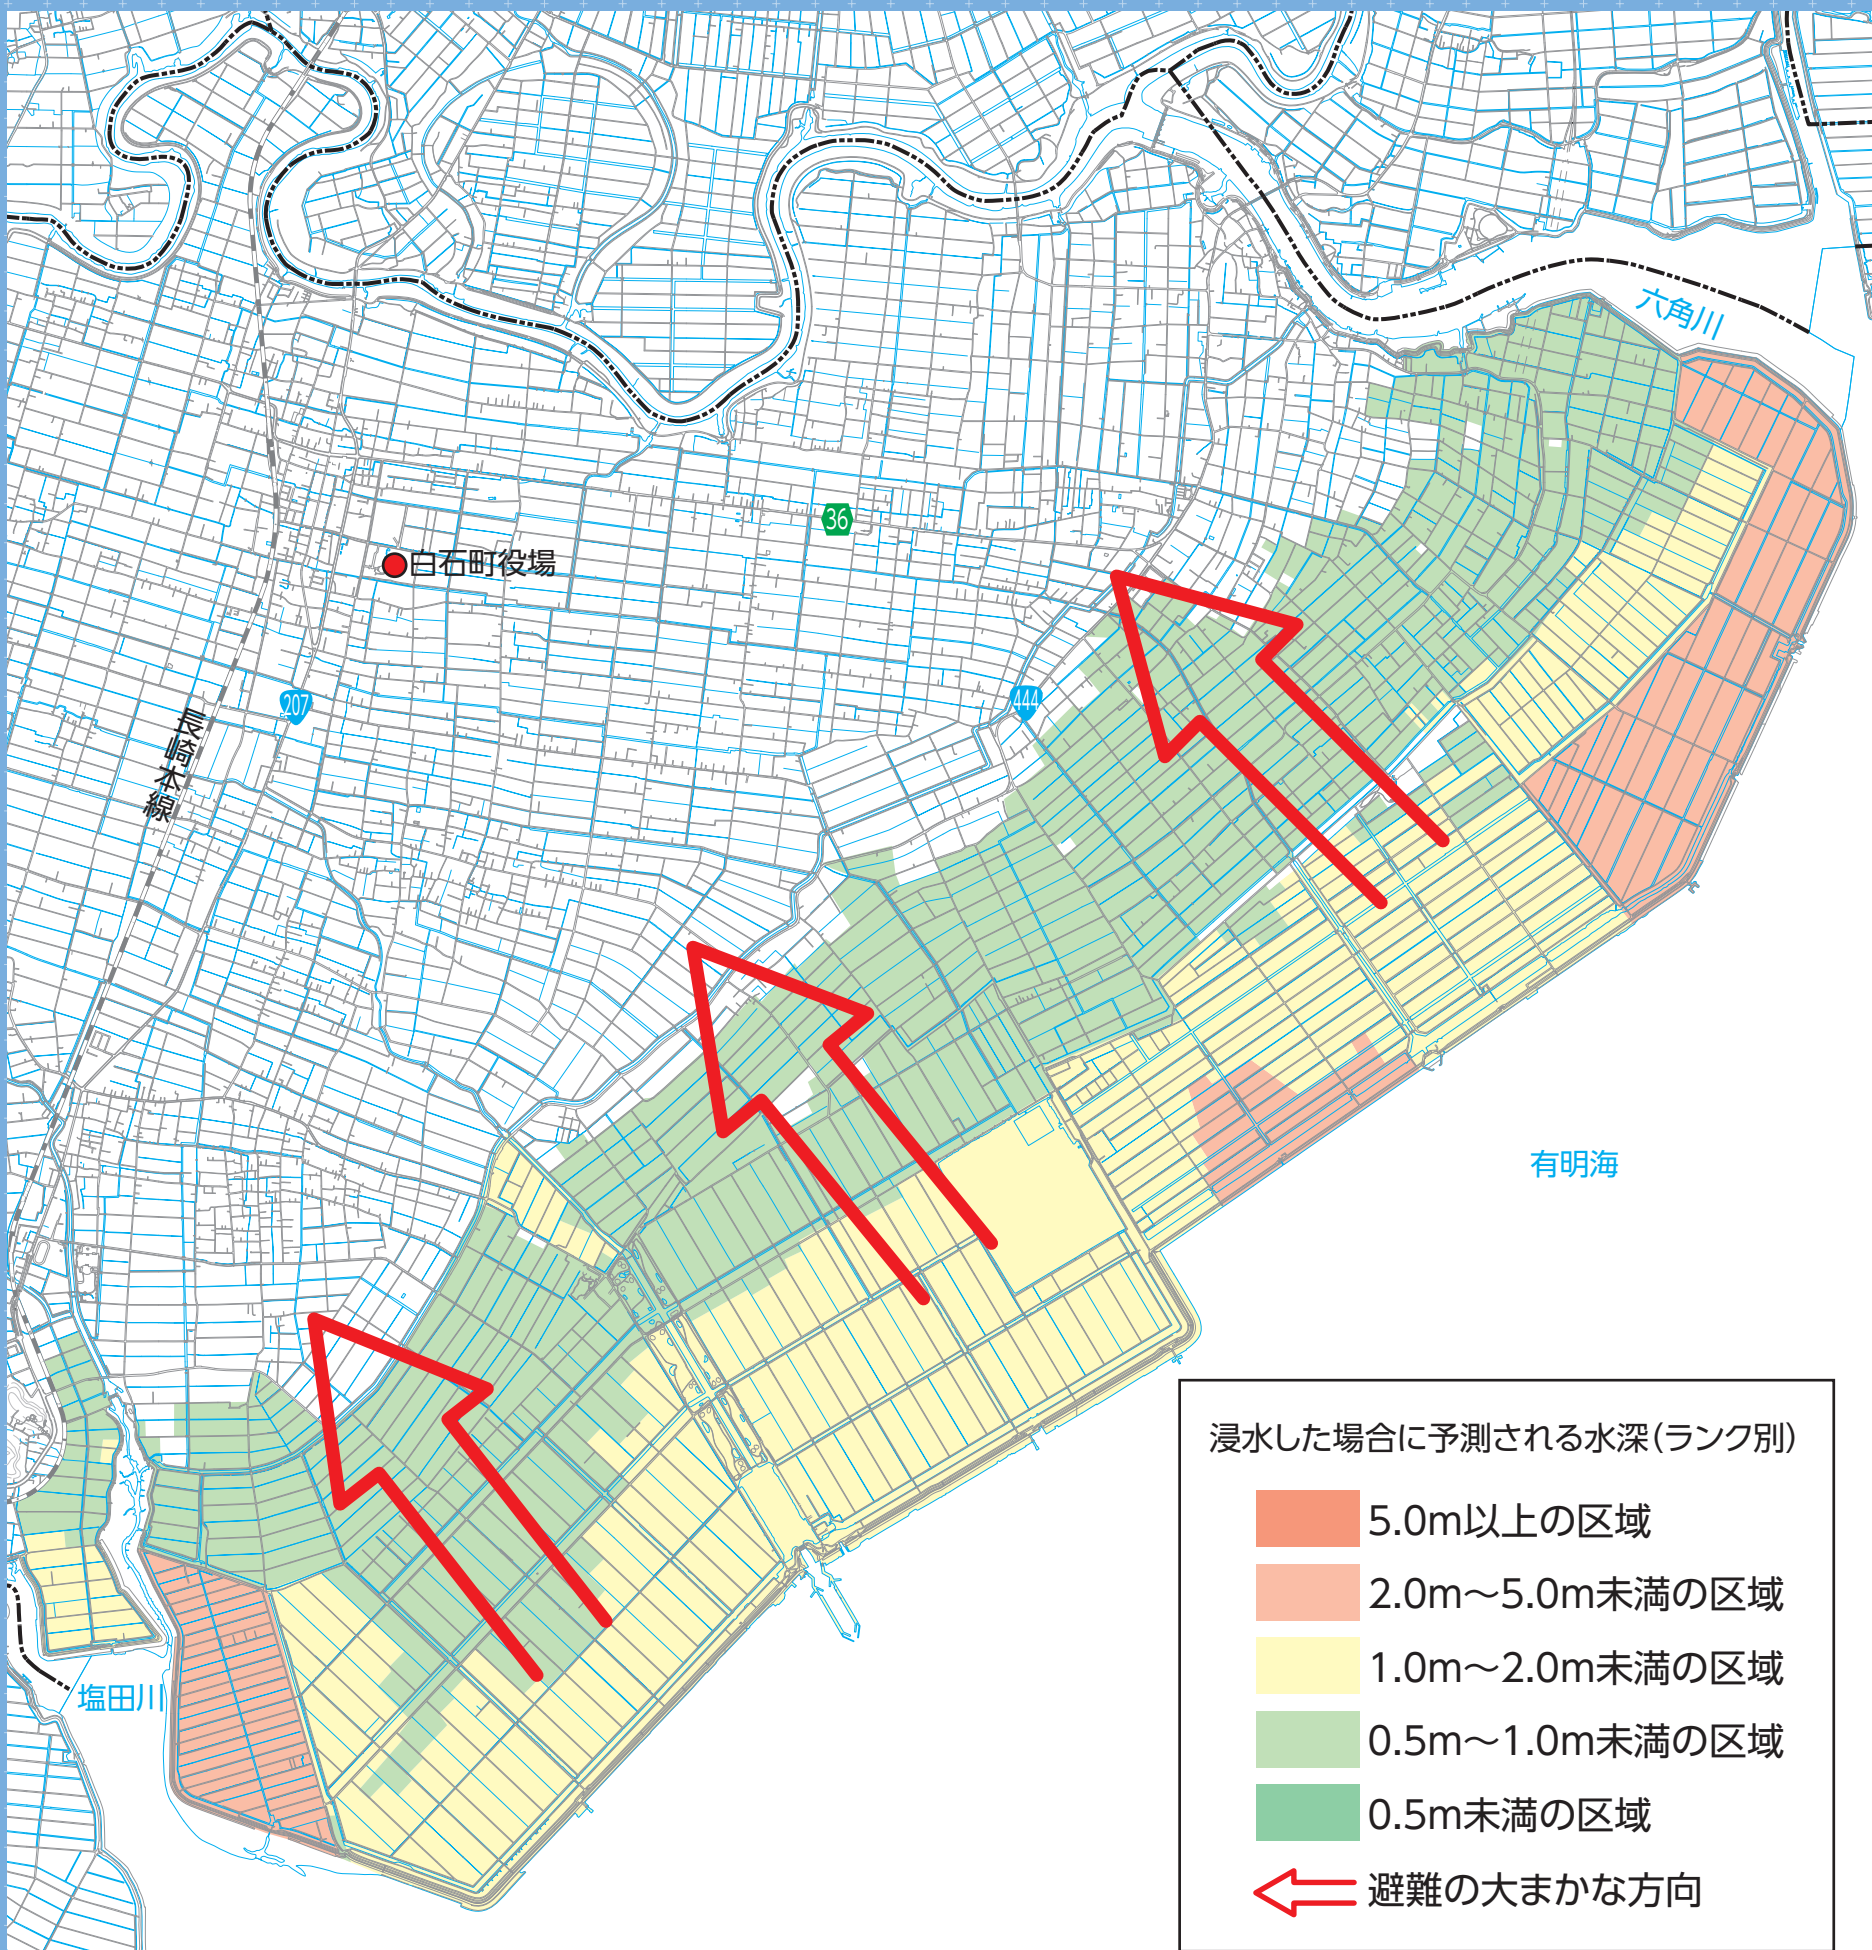 六角川
36
白石町役場
207
444
長崎本線
有明海
塩田川
浸水した場合に予測される水深(ランク別)
5.0m以上の区域
2.0m～5.0m未満の区域
1.0m～2.0m未満の区域
0.5m～1.0m未満の区域
0.5m未満の区域
避難の大まかな方向